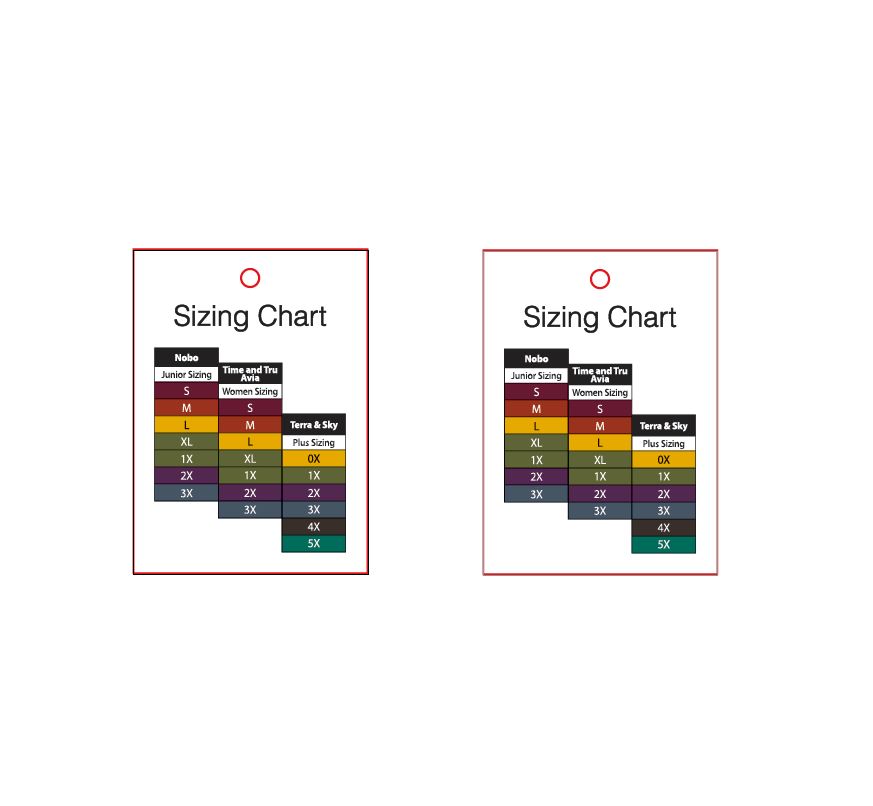 Sizing Chart
Nobo
Junior Sizing
S
M
L
XL
1X
2X
3X
Time and Tru
Avia
Women Sizing
S
M
L
XL
1X
2X
3X
Terra & Sky
Plus Sizing
0X
1X
2X
3X
4X
5X
Sizing Chart
Nobo
Junior Sizing
S
M
L
XL
1X
2X
3X
Time and Tru
Avia
Women Sizing
S
M
L
XL
1X
2X
3X
Terra & Sky
Plus Sizing
0X
1X
2X
3X
4X
5X